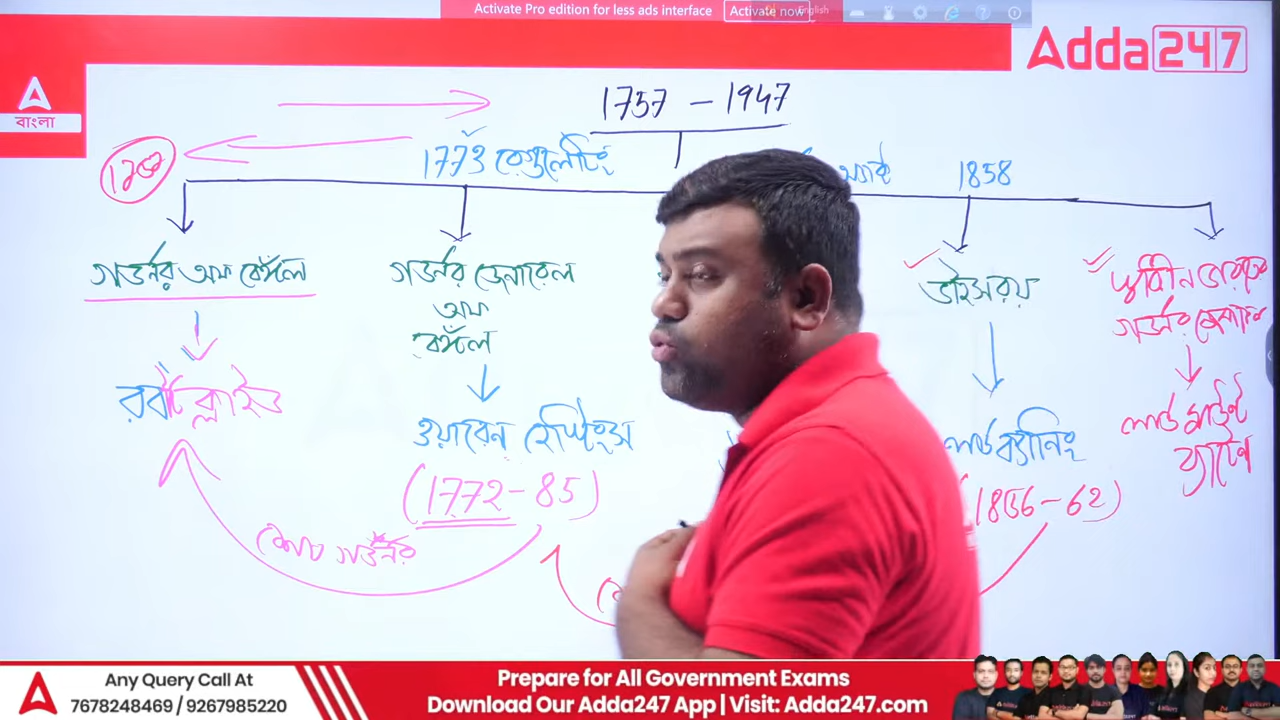 Activate Pro edition for less ads interface
Activate now
English
Adda247
বাংলা
1757 - 1947
1773 রেগুলেটিং
অ্যাক্ট
1858
গভর্নর অফ বেঙ্গল
গভর্নর জেনারেল
অফ
বেঙ্গল
ভাইসরয়
স্বাধীন ভারতের
গভর্নর জেনারেল
রবার্ট ক্লাইভ
ওয়ারেন হেস্টিংস
(1772 - 85)
লর্ড ক্যানিং
(1856 - 62)
লর্ড মাউন্ট
ব্যাটেন
শেষ গভর্নর
Any Query Call At
7678248469 / 9267985220
Prepare for All Government Exams
Download Our Adda247 App | Visit: Adda247.com